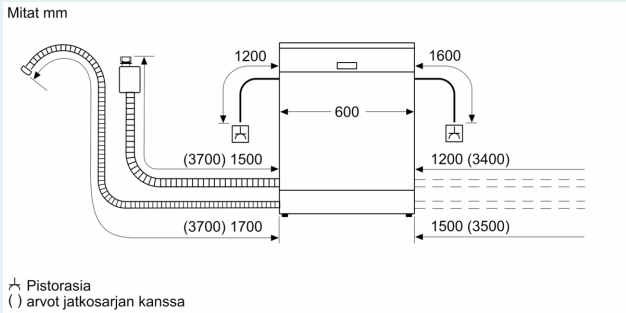 Mitat mm
1200
1600
600
(3700) 1500
1200 (3400)
(3700) 1700
1500 (3500)
Pistorasia
( ) arvot jatkosarjan kanssa